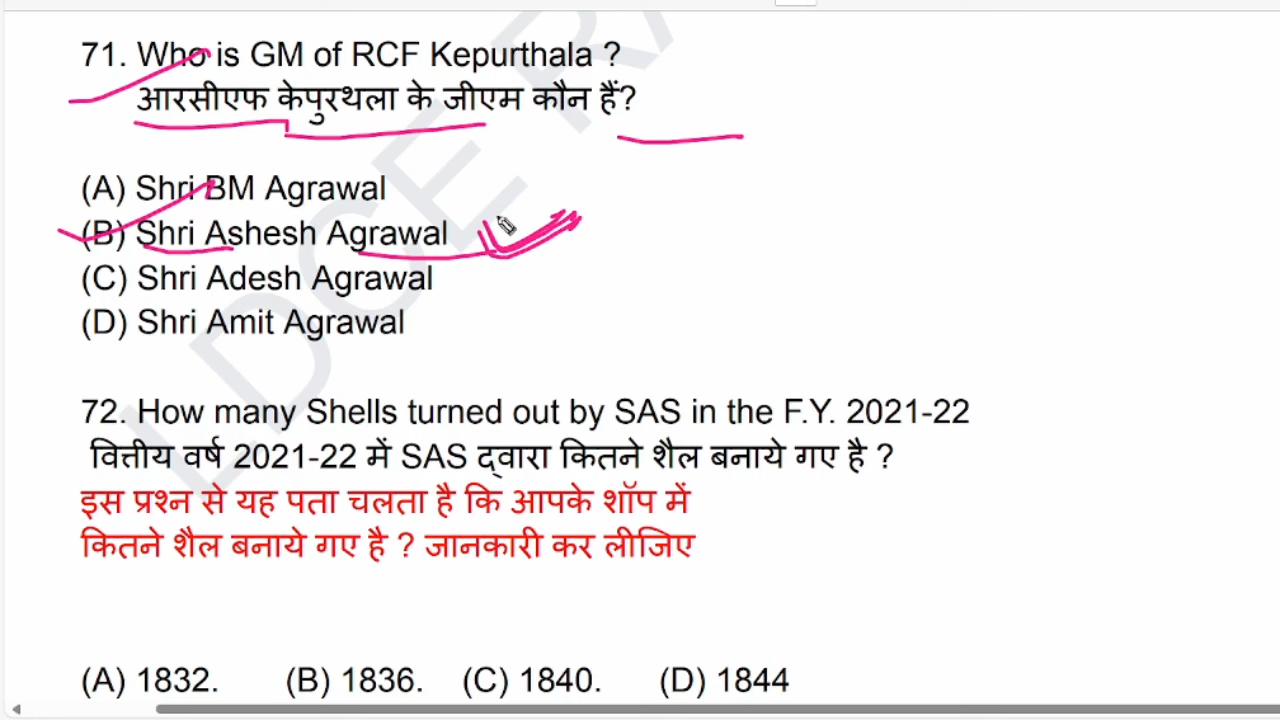 71. Who is GM of RCF Kepurthala ?
आरसीएफ केपुरथला के जीएम कौन हैं?
(A) Shri BM Agrawal
(B) Shri Ashesh Agrawal
(C) Shri Adesh Agrawal
(D) Shri Amit Agrawal
72. How many Shells turned out by SAS in the F.Y. 2021-22
वित्तीय वर्ष 2021-22 में SAS द्वारा कितने शैल बनाये गए है ?
इस प्रश्न से यह पता चलता है कि आपके शॉप में
कितने शैल बनाये गए है ? जानकारी कर लीजिए
(A) 1832. (B) 1836. (C) 1840. (D) 1844
LDCE